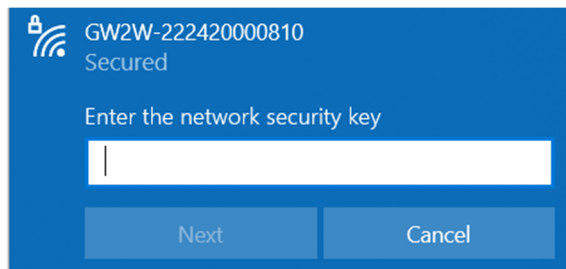 GW2W-222420000810
Secured
Enter the network security key
Next
Cancel